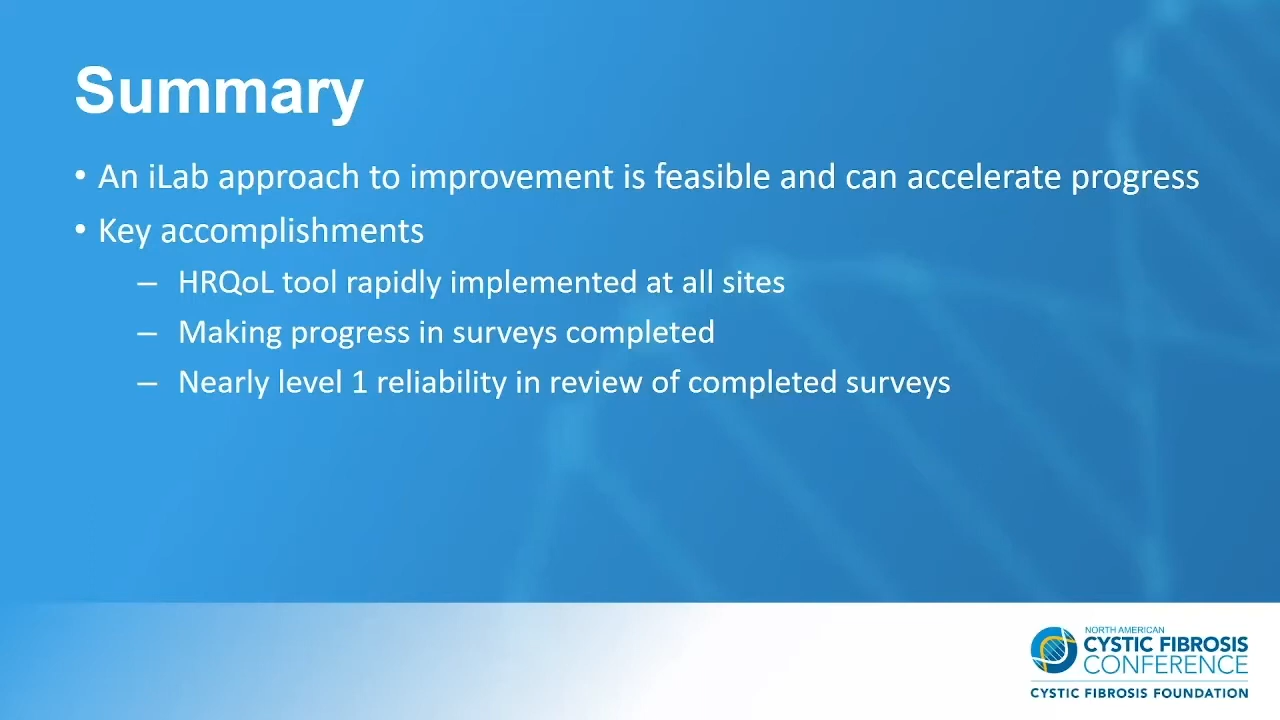 Summary
• An iLab approach to improvement is feasible and can accelerate progress
• Key accomplishments
– HRQoL tool rapidly implemented at all sites
– Making progress in surveys completed
– Nearly level 1 reliability in review of completed surveys
NORTH AMERICAN
CYSTIC FIBROSIS
CONFERENCE
CYSTIC FIBROSIS FOUNDATION